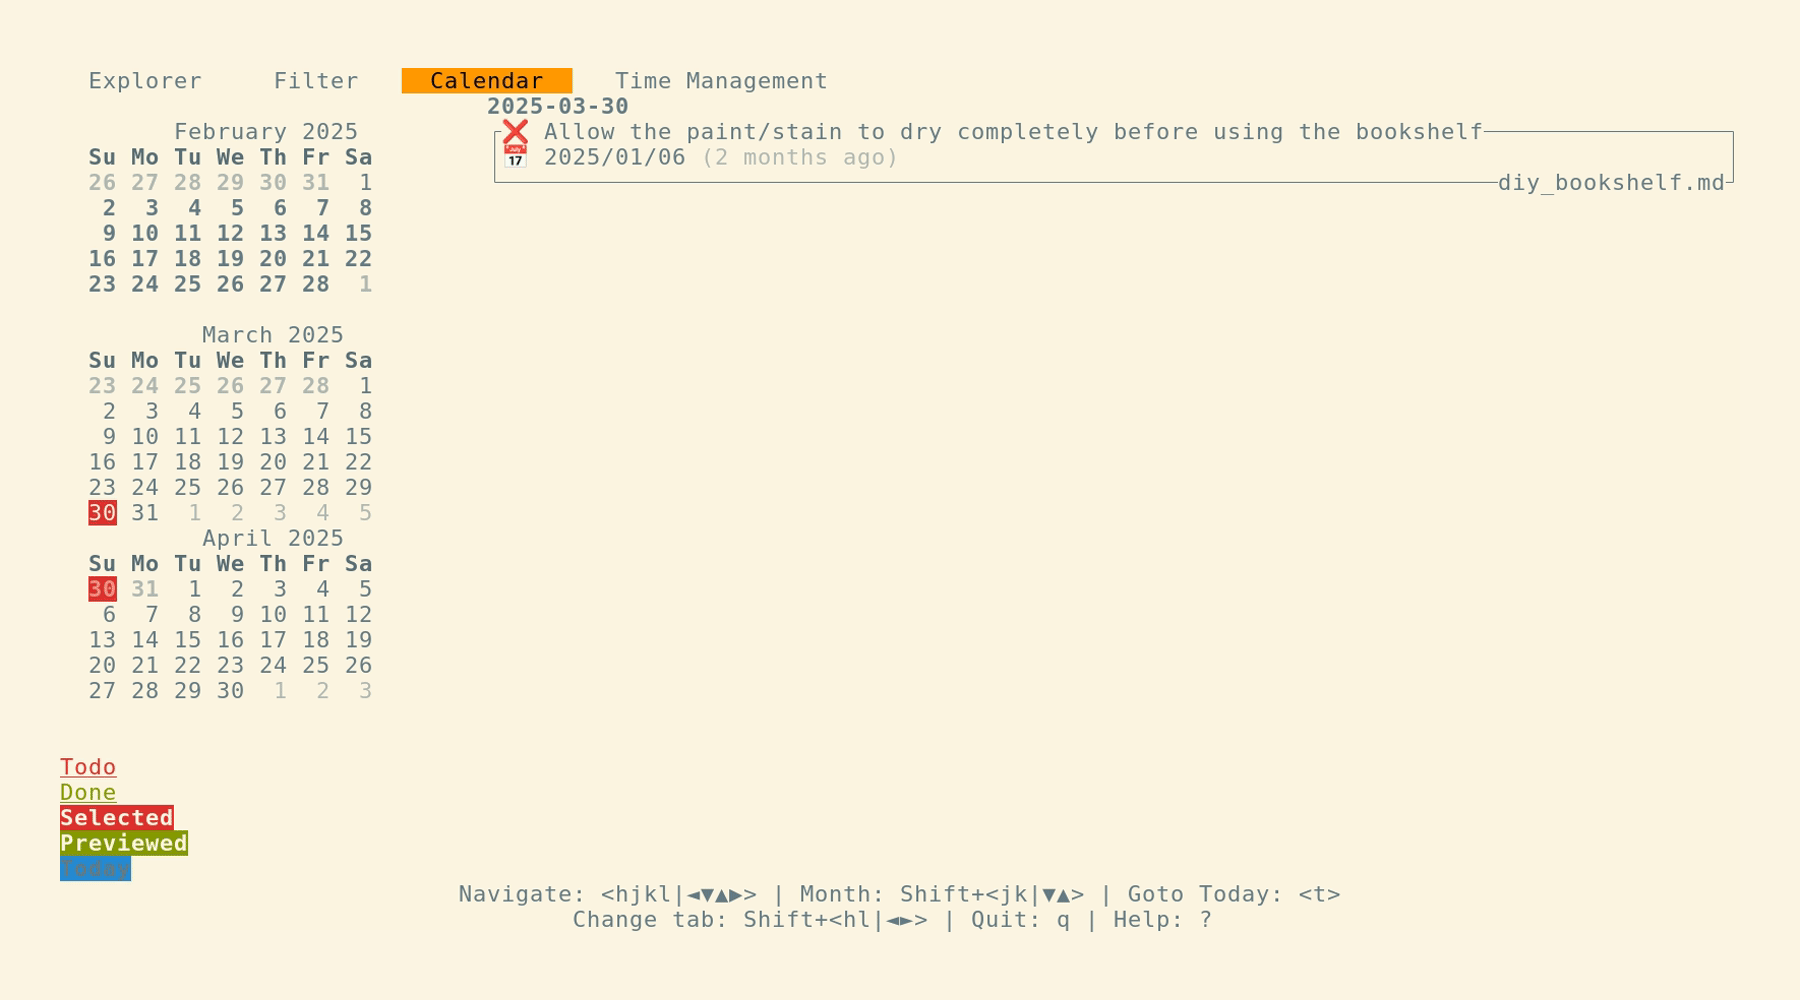 Explorer Filter Calendar Time Management
2025-03-30
❌ Allow the paint/stain to dry completely before using the bookshelf
📅 2025/01/06 (2 months ago)
diy_bookshelf.md
February 2025
Su Mo Tu We Th Fr Sa
26 27 28 29 30 31 1
2 3 4 5 6 7 8
9 10 11 12 13 14 15
16 17 18 19 20 21 22
23 24 25 26 27 28 1
March 2025
Su Mo Tu We Th Fr Sa
23 24 25 26 27 28 1
2 3 4 5 6 7 8
9 10 11 12 13 14 15
16 17 18 19 20 21 22
23 24 25 26 27 28 29
30 31 1 2 3 4 5
April 2025
Su Mo Tu We Th Fr Sa
30 31 1 2 3 4 5
6 7 8 9 10 11 12
13 14 15 16 17 18 19
20 21 22 23 24 25 26
27 28 29 30 1 2 3
Todo
Done
Selected
Previewed
Today
Navigate: <hjkl|◄▼▲►> | Month: Shift+<jk|▼▲> | Goto Today: <t>
Change tab: Shift+<hl|◄►> | Quit: q | Help: ?